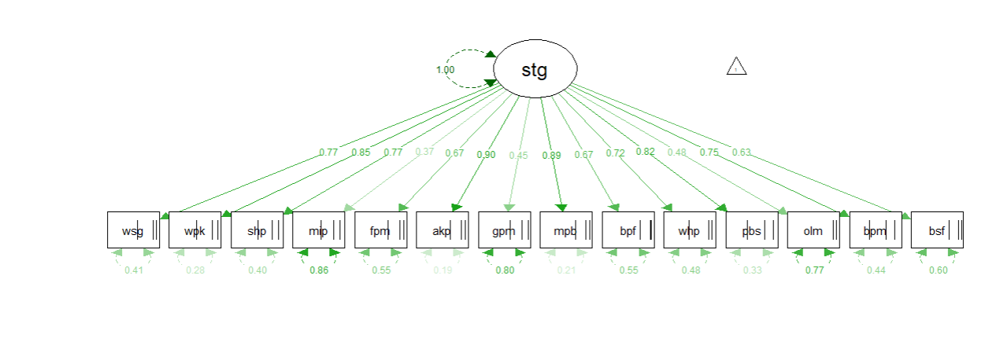 stg
1.00
1
0.77 0.85 0.77 0.37 0.67 0.90 0.45 0.89 0.67 0.72 0.82 0.48 0.75 0.63
wsg wpk shp mip fpm akp gpm mpb bpf whp pbs olm bpm bsf
0.41 0.28 0.40 0.86 0.55 0.19 0.80 0.21 0.55 0.48 0.33 0.77 0.44 0.60